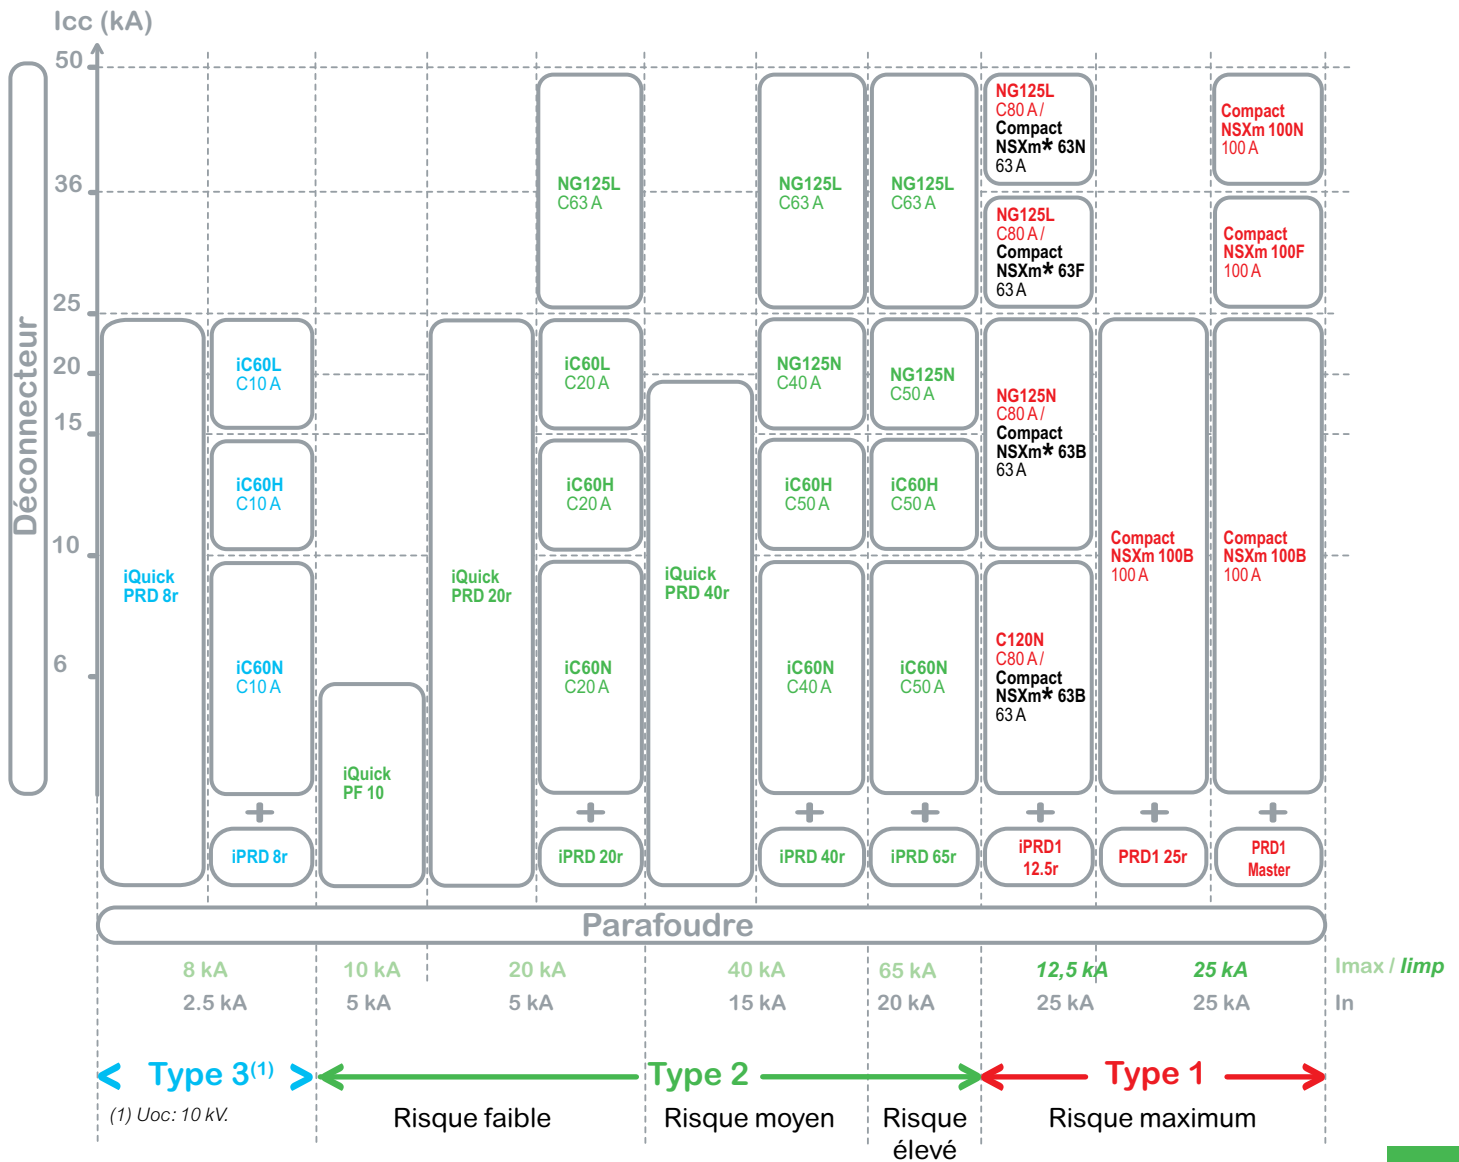 Icc (kA)
50
36
25
20
15
10
6
Déconnecteur
iQuick
PRD 8r
iC60L
C10 A
iC60H
C10 A
iC60N
C10 A
+
iPRD 8r
iQuick
PF 10
iQuick
PRD 20r
NG125L
C63 A
iC60L
C20 A
iC60H
C20 A
iC60N
C20 A
+
iPRD 20r
iQuick
PRD 40r
NG125L
C63 A
NG125N
C40 A
iC60H
C50 A
iC60N
C40 A
+
iPRD 40r
NG125L
C63 A
NG125N
C50 A
iC60H
C50 A
iC60N
C50 A
+
iPRD 65r
NG125L
C80 A /
Compact
NSXm* 63N
63 A
NG125L
C80 A /
Compact
NSXm* 63F
63 A
NG125N
C80 A /
Compact
NSXm* 63B
63 A
C120N
C80 A /
Compact
NSXm* 63B
63 A
+
iPRD1
12.5r
Compact
NSXm 100B
100 A
+
PRD1 25r
Compact
NSXm 100N
100 A
Compact
NSXm 100F
100 A
Compact
NSXm 100B
100 A
+
PRD1
Master
Parafoudre
8 kA 10 kA 20 kA 40 kA 65 kA 12,5 kA 25 kA Imax / Iimp
2.5 kA 5 kA 5 kA 15 kA 20 kA 25 kA 25 kA In
Type 3(1) Type 2 Type 1
(1) Uoc: 10 kV.
Risque faible
Risque moyen
Risque
élevé
Risque maximum